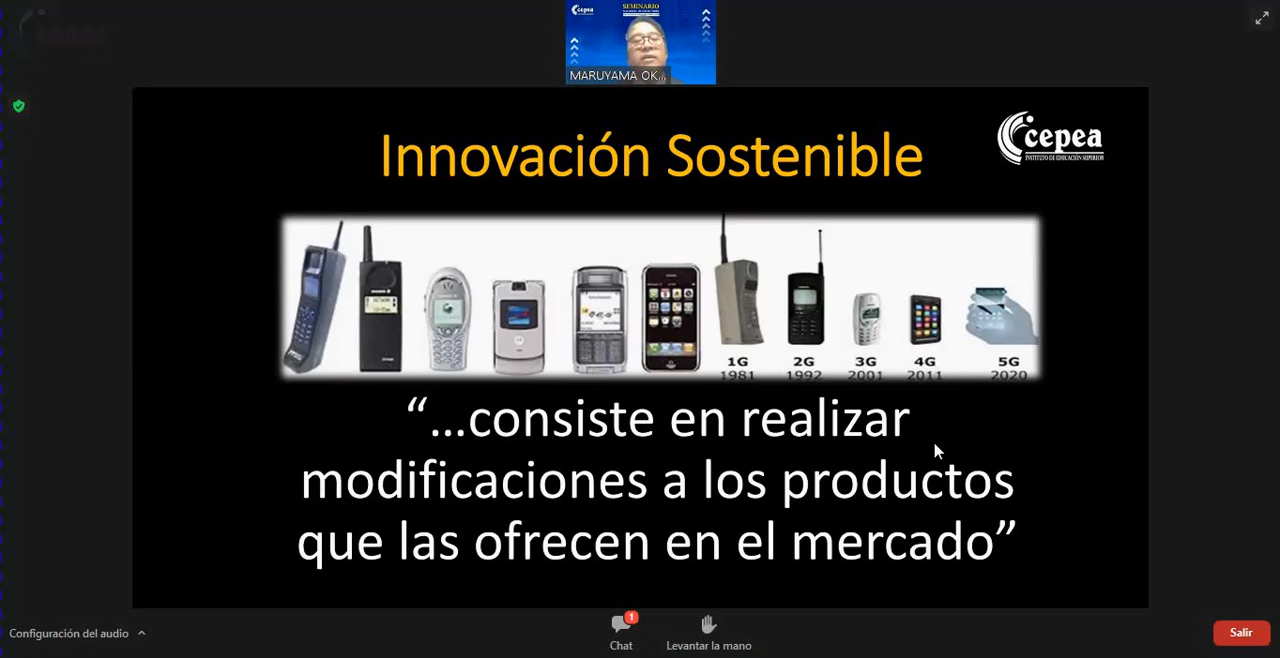 cepea
SEMINARIO
MARUYAMA OK...
Innovación Sostenible
cepea
INSTITUTO DE EDUCACIÓN SUPERIOR
1G 2G 3G 4G 5G
1981 1992 2001 2011 2020
“...consiste en realizar
modificaciones a los productos
que las ofrecen en el mercado”
Configuración del audio
1
Chat
Levantar la mano
Salir